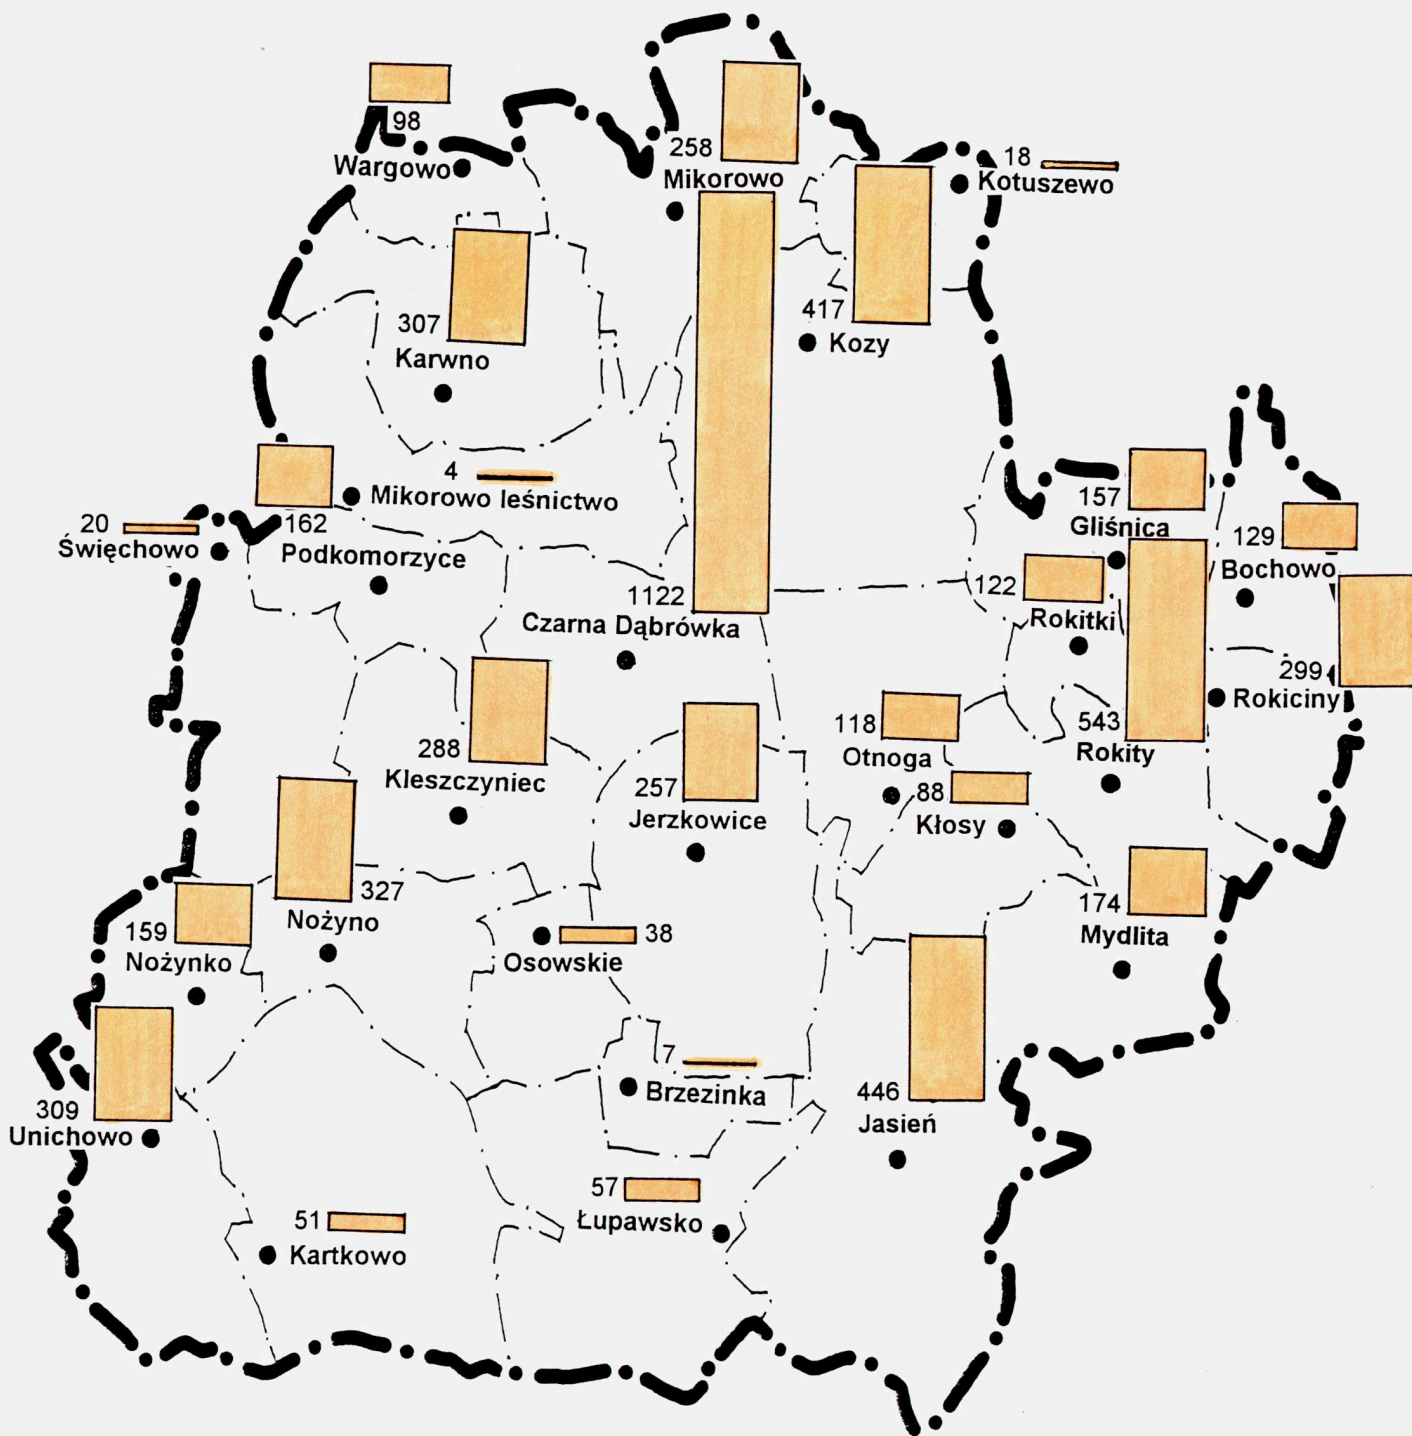 98
Wargowo
258
Mikorowo
18
Kotuszewo
307
Karwno
417
Kozy
4
Mikorowo leśnictwo
162
Podkomorzyce
20
Święchowo
157
Gliśnica
129
Bochowo
122
Rokitki
1122
Czarna Dąbrówka
299
Rokiciny
543
Rokity
118
Otnoga
288
Kleszczyniec
257
Jerzkowice
88
Kłosy
327
Nożyno
159
Nożynko
38
Osowskie
174
Mydlita
309
Unichowo
7
Brzezinka
446
Jasień
57
Łupawsko
51
Kartkowo